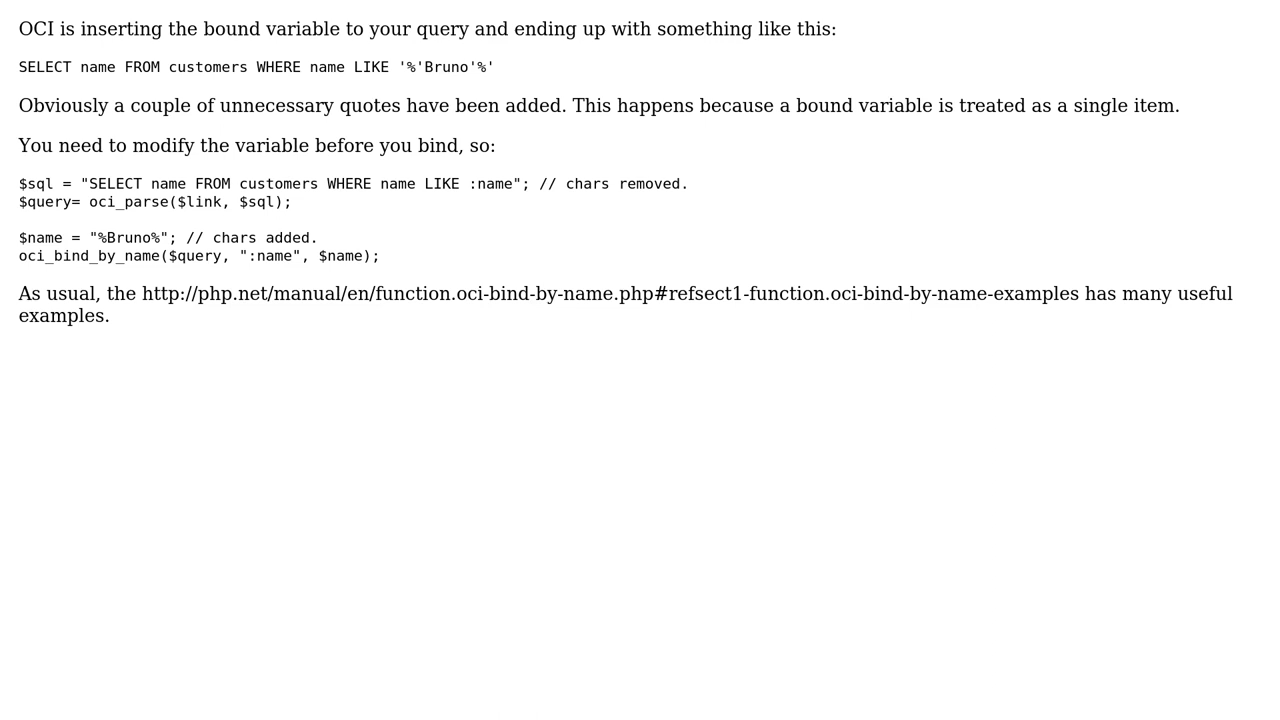 OCI is inserting the bound variable to your query and ending up with something like this:
SELECT name FROM customers WHERE name LIKE '%'Bruno'%'
Obviously a couple of unnecessary quotes have been added. This happens because a bound variable is treated as a single item.
You need to modify the variable before you bind, so:
$sql = "SELECT name FROM customers WHERE name LIKE :name"; // chars removed.
$query= oci_parse($link, $sql);
$name = "%Bruno%"; // chars added.
oci_bind_by_name($query, ":name", $name);
As usual, the http://php.net/manual/en/function.oci-bind-by-name.php#refsect1-function.oci-bind-by-name-examples has many useful
examples.